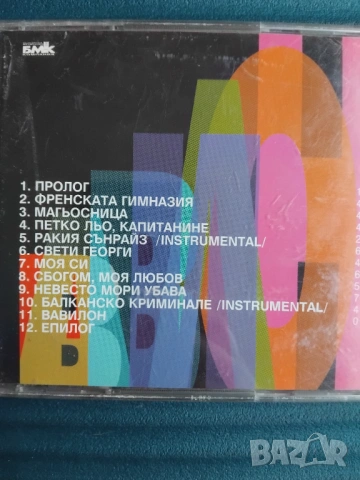 БМК
1. ПРОЛОГ
2. ФРЕНСКАТА ГИМНАЗИЯ
3. МАГЬОСНИЦА
4. ПЕТКО ЛЬО, КАПИТАНИНЕ
5. РАКИЯ СЪНРАЙЗ /INSTRUMENTAL/
6. СВЕТИ ГЕОРГИ
7. МОЯ СИ
8. СБОГОМ, МОЯ ЛЮБОВ
9. НЕВЕСТО МОРИ УБАВА
10. БАЛКАНСКО КРИМИНАЛЕ /INSTRUMENTAL/
11. ВАВИЛОН
12. ЕПИЛОГ
BAZAR